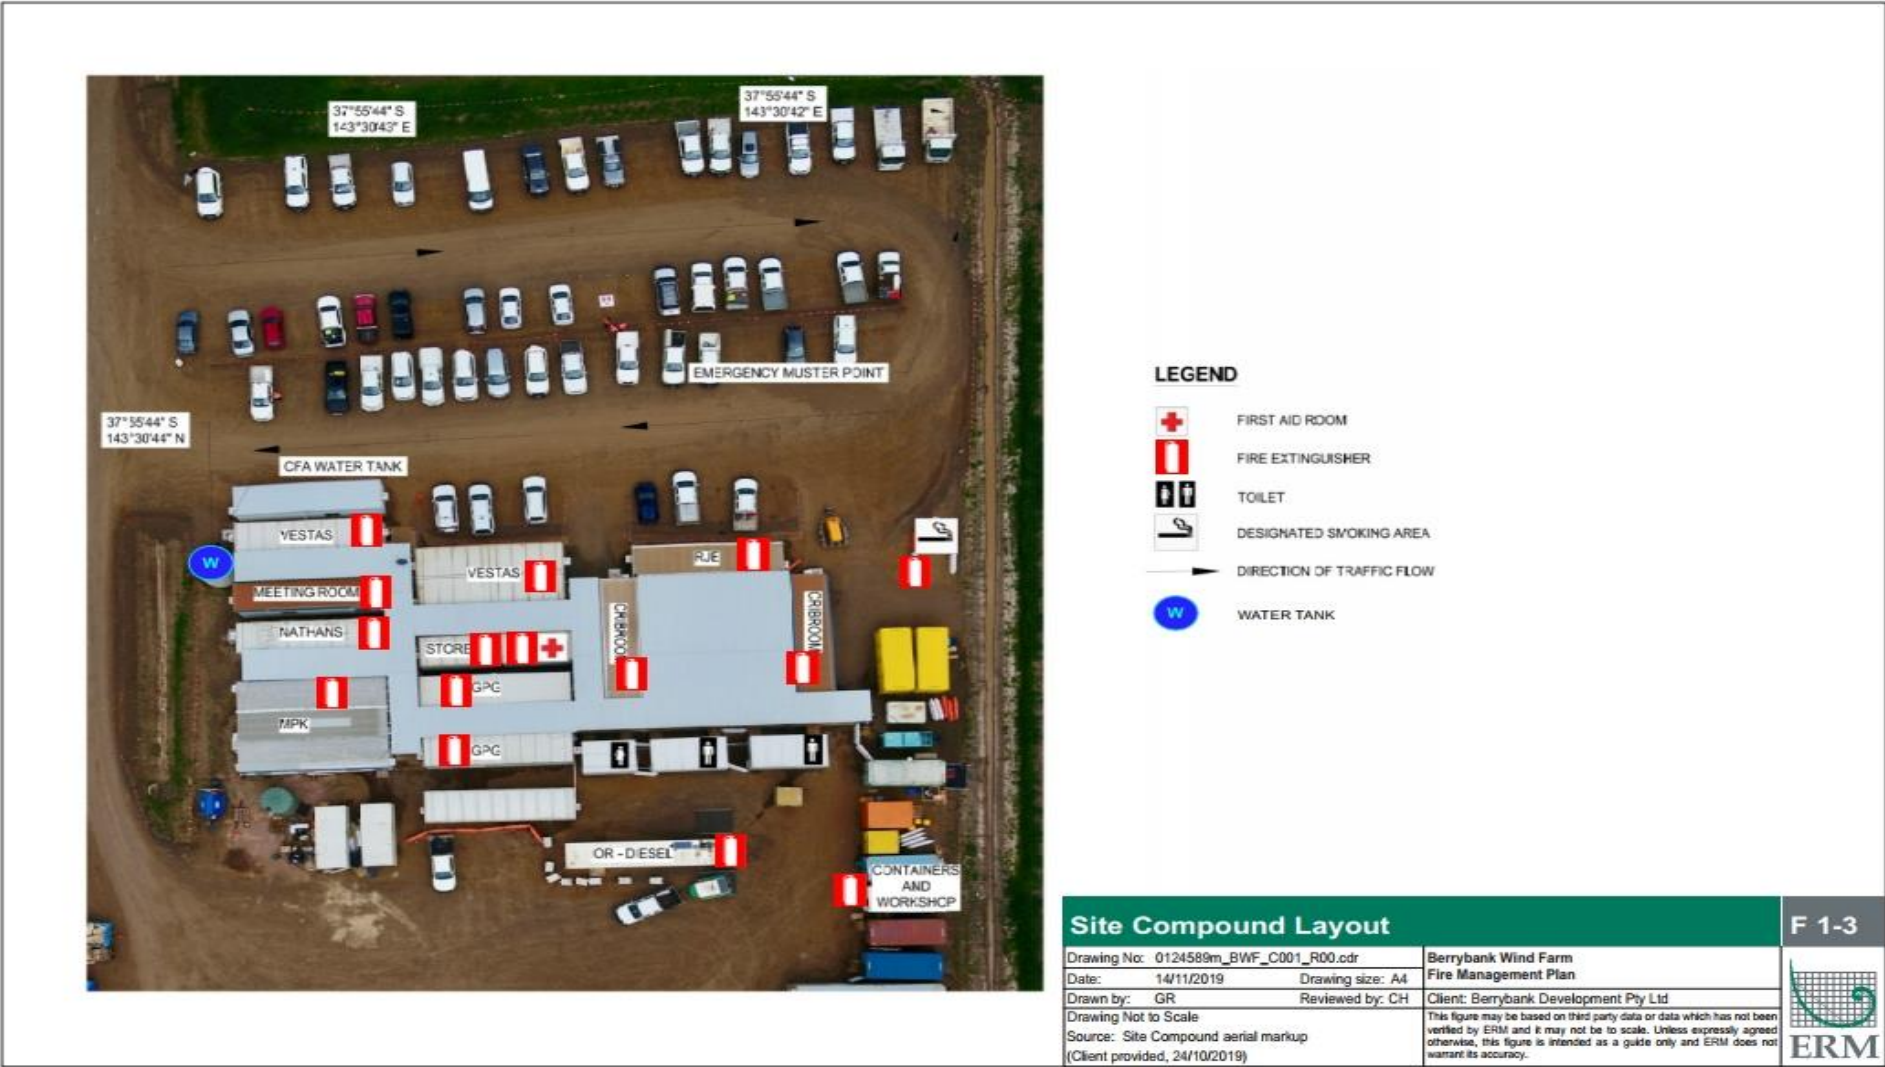 37°55'44" S
143°30'43" E
37°55'44" S
143°30'42" E
EMERGENCY MUSTER POINT
37°55'44" S
143°30'44" N
CFA WATER TANK
VESTAS
W
VESTAS
RJE
MEETING ROOM
NATHANS
CRIBROOM
CRIBROOM
STORE
GPG
MPK
GPG
OR - DIESEL
CONTAINERS
AND
WORKSHOP
LEGEND
FIRST AID ROOM
FIRE EXTINGUISHER
TOILET
DESIGNATED SMOKING AREA
DIRECTION OF TRAFFIC FLOW
W WATER TANK
Site Compound Layout
F 1-3
Drawing No: 0124589m_BWF_C001_R00.cdr
Date: 14/11/2019 Drawing size: A4
Drawn by: GR Reviewed by: CH
Drawing Not to Scale
Source: Site Compound aerial markup
(Client provided, 24/10/2019)
Berrybank Wind Farm
Fire Management Plan
Client: Berrybank Development Pty Ltd
This figure may be based on third party data or data which has not been
verified by ERM and it may not be to scale. Unless expressly agreed
otherwise, this figure is intended as a guide only and ERM does not
warrant its accuracy.
ERM